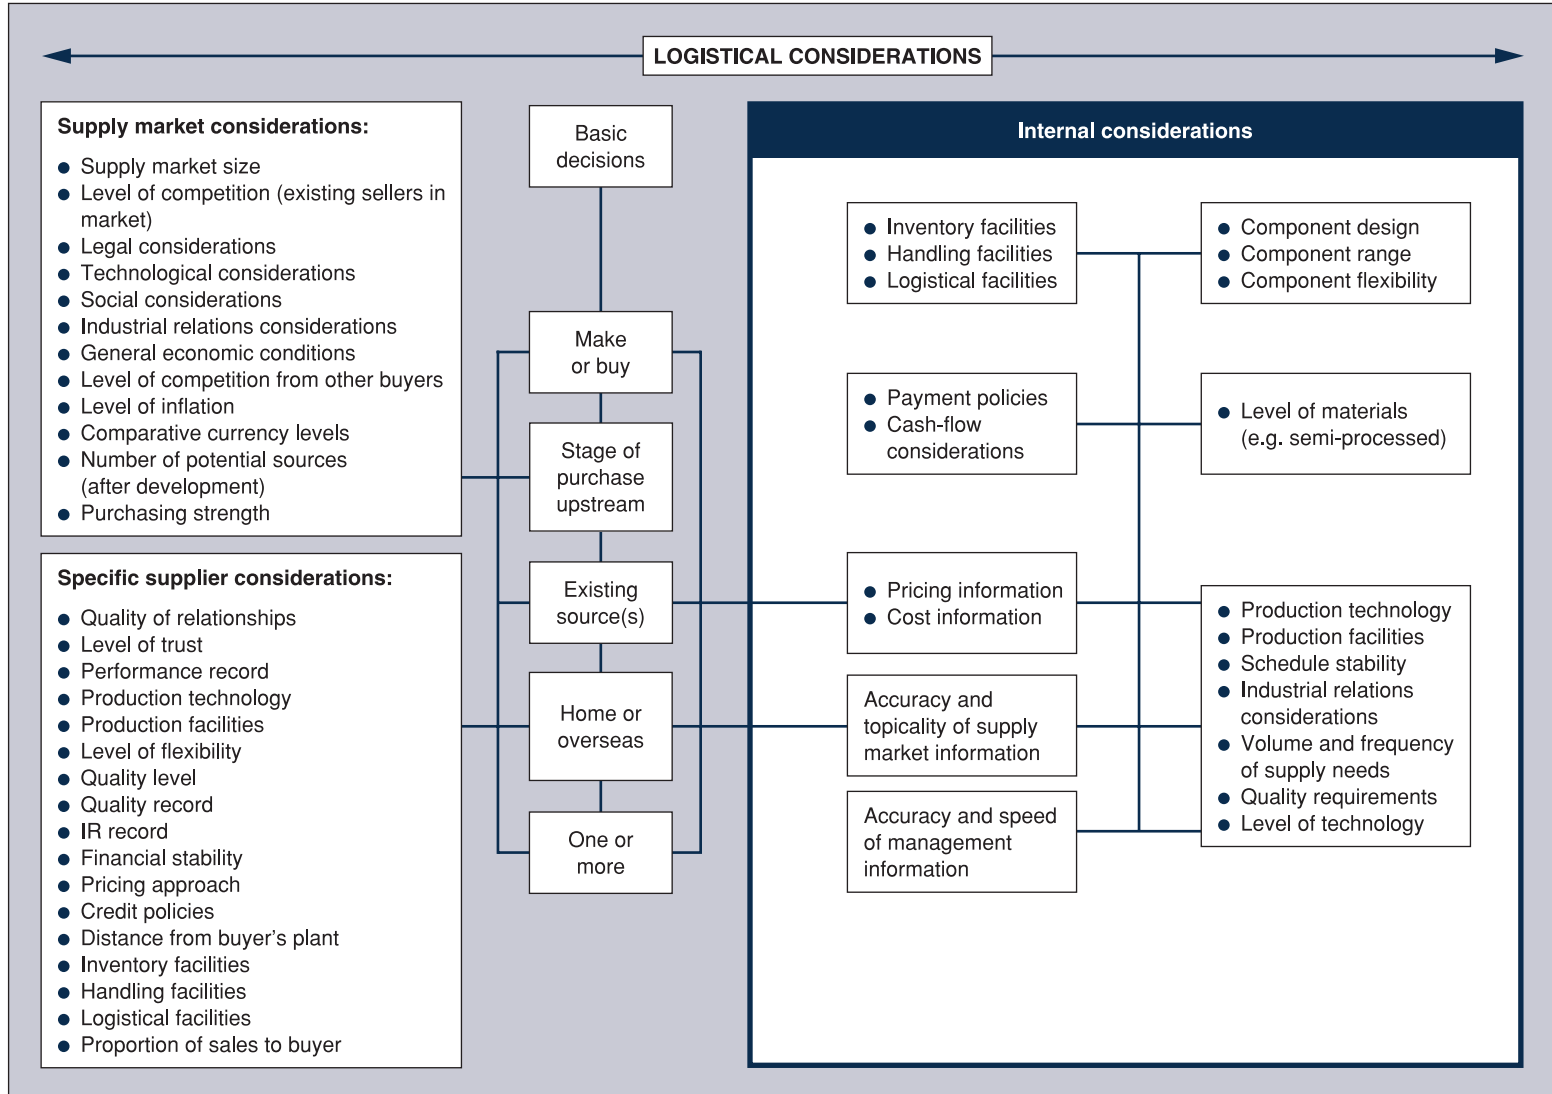 LOGISTICAL CONSIDERATIONS
Supply market considerations:
● Supply market size
● Level of competition (existing sellers in
market)
● Legal considerations
● Technological considerations
● Social considerations
● Industrial relations considerations
● General economic conditions
● Level of competition from other buyers
● Level of inflation
● Comparative currency levels
● Number of potential sources
(after development)
● Purchasing strength
Specific supplier considerations:
● Quality of relationships
● Level of trust
● Performance record
● Production technology
● Production facilities
● Level of flexibility
● Quality level
● Quality record
● IR record
● Financial stability
● Pricing approach
● Credit policies
● Distance from buyer's plant
● Inventory facilities
● Handling facilities
● Logistical facilities
● Proportion of sales to buyer
Basic
decisions
Make
or buy
Stage of
purchase
upstream
Existing
source(s)
Home or
overseas
One or
more
Internal considerations
● Inventory facilities
● Handling facilities
● Logistical facilities
● Component design
● Component range
● Component flexibility
● Payment policies
● Cash-flow
considerations
● Level of materials
(e.g. semi-processed)
● Pricing information
● Cost information
Accuracy and
topicality of supply
market information
Accuracy and speed
of management
information
● Production technology
● Production facilities
● Schedule stability
● Industrial relations
considerations
● Volume and frequency
of supply needs
● Quality requirements
● Level of technology